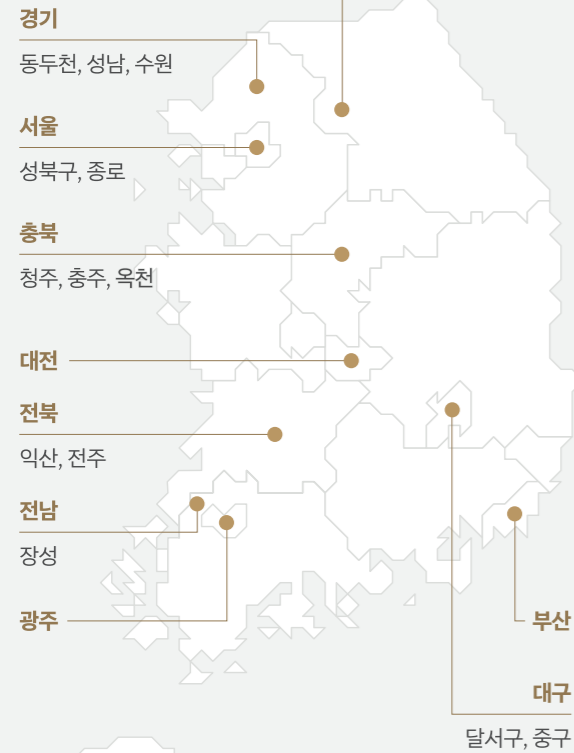 경기
동두천, 성남, 수원
서울
성북구, 종로
충북
청주, 충주, 옥천
대전
전북
익산, 전주
전남
장성
광주
부산
대구
달서구, 중구